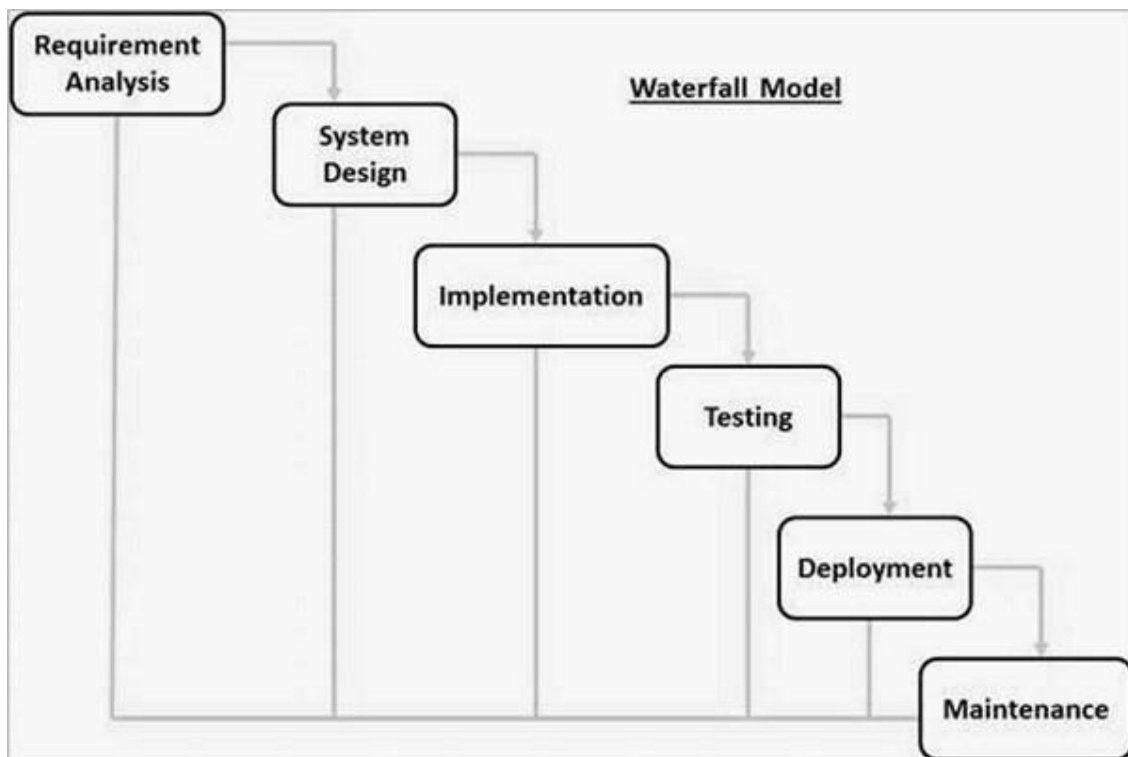 Requirement
Analysis
Waterfall Model
System
Design
Implementation
Testing
Deployment
Maintenance